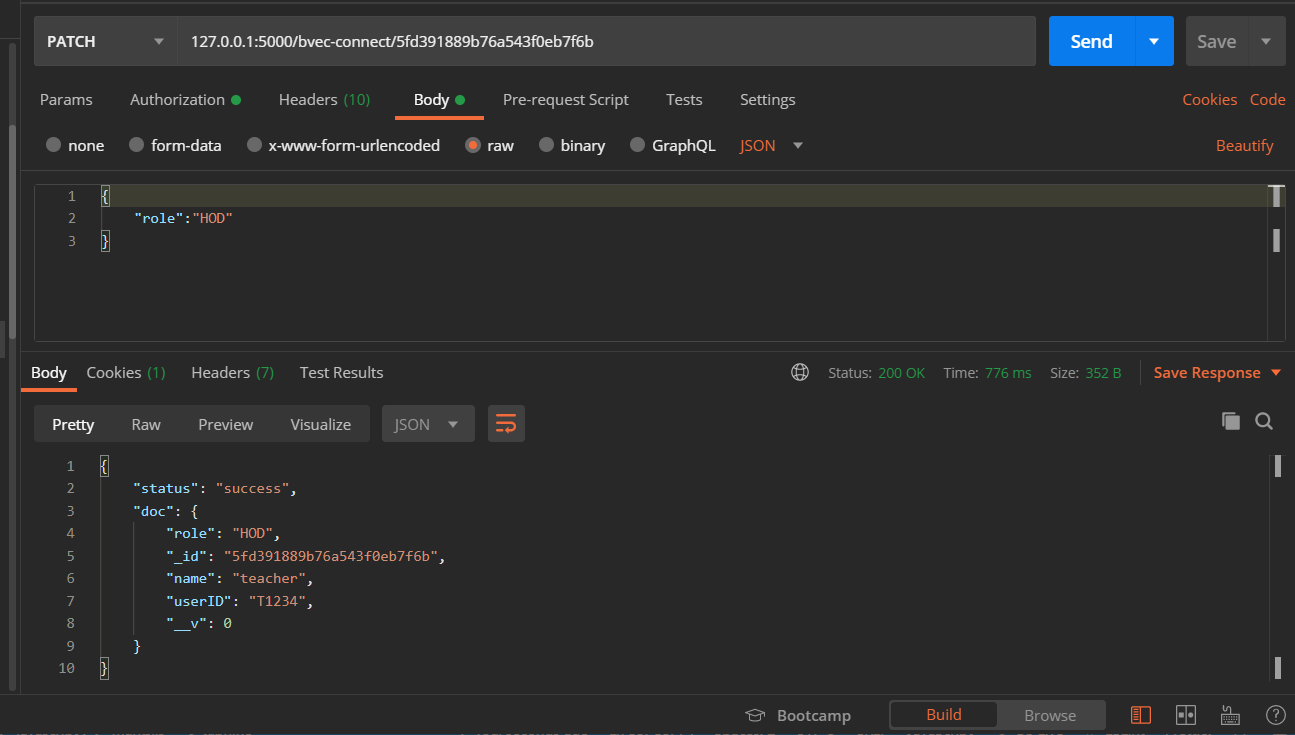 PATCH 127.0.0.1:5000/bvec-connect/5fd391889b76a543f0eb7f6b Send Save
Params Authorization Headers (10) Body Pre-request Script Tests Settings Cookies Code
none form-data x-www-form-urlencoded raw binary GraphQL JSON Beautify
1 {
2 "role":"HOD"
3 }
Body Cookies (1) Headers (7) Test Results Status: 200 OK Time: 776 ms Size: 352 B Save Response
Pretty Raw Preview Visualize JSON
1 {
2 "status": "success",
3 "doc": {
4 "role": "HOD",
5 "_id": "5fd391889b76a543f0eb7f6b",
6 "name": "teacher",
7 "userID": "T1234",
8 "__v": 0
9 }
10 }
Bootcamp Build Browse